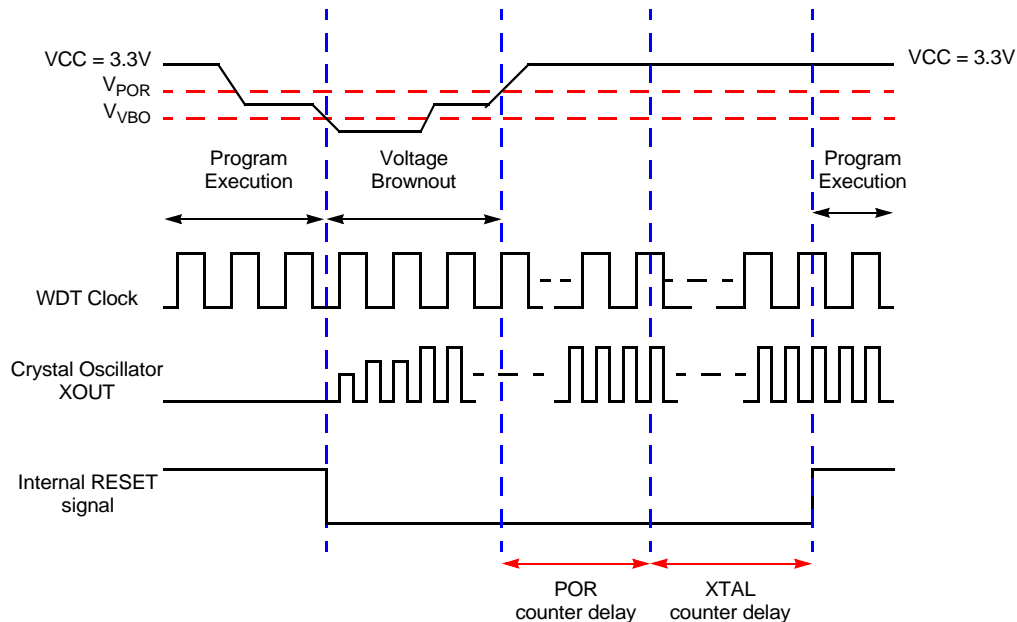 VCC = 3.3V
VCC = 3.3V
VPOR
VVBO
Program
Execution
Voltage
Brownout
Program
Execution
WDT Clock
Crystal Oscillator
XOUT
Internal RESET
signal
POR
counter delay
XTAL
counter delay